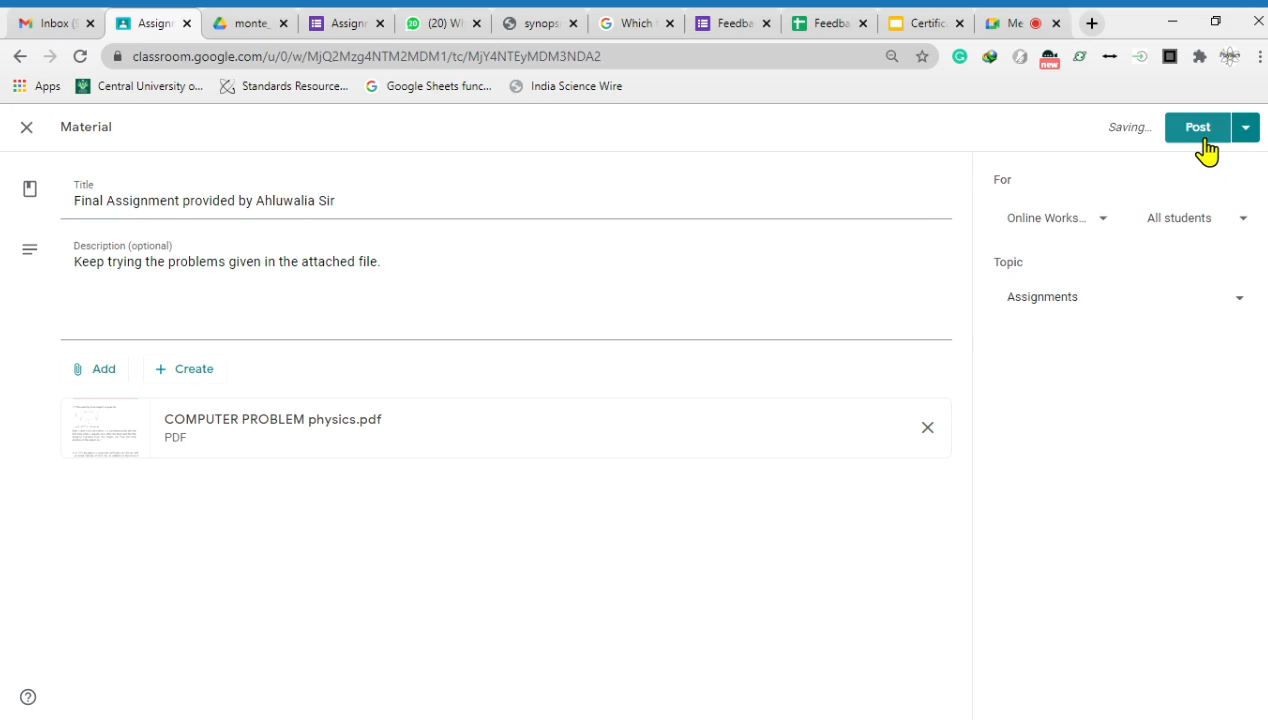 Inbox (
Assignr
monte_
Assignr
(20) W
synops
Which
Feedba
Feedba
Certific
Me
classroom.google.com/u/0/w/MjQ2Mzg4NTM2MDM1/tc/MjY4NTEyMDM3NDA2
new
Apps
Central University o...
Standards Resource...
Google Sheets func...
India Science Wire
Material
Saving...
Post
Title
Final Assignment provided by Ahluwalia Sir
Description (optional)
Keep trying the problems given in the attached file.
Add
Create
COMPUTER PROBLEM physics.pdf
PDF
For
Online Works...
All students
Topic
Assignments